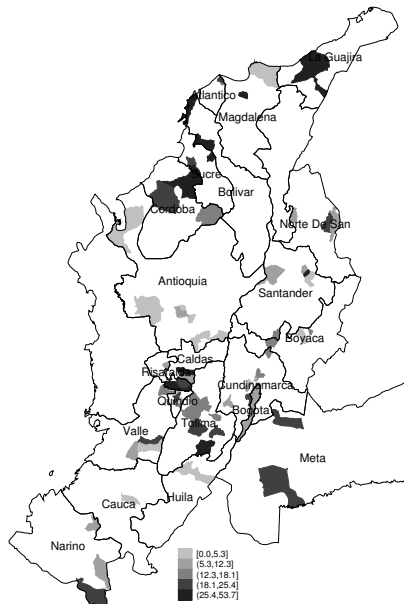 La Guajira
Atlantico
Magdalena
Sucre
Bolivar
Cordoba
Norte De San
Antioquia
Santander
Boyaca
Caldas
Risaralda
Cundinamarca
Quindio
Bogota
Tolima
Valle
Meta
Huila
Cauca
Narino
[0.0,5.3]
(5.3,12.3]
(12.3,18.1]
(18.1,25.4]
(25.4,53.7]